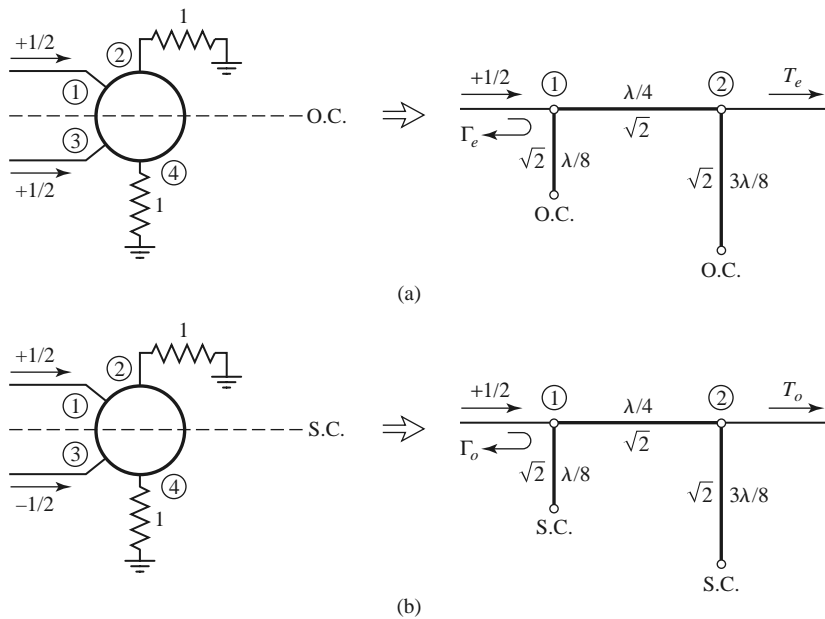 1
+1/2
②
①
O.C.
③
④
+1/2
1
+1/2
①
λ/4
②
T_e
Γ_e
√2
√2 λ/8
√2 3λ/8
O.C.
O.C.
(a)
1
+1/2
②
①
S.C.
③
④
−1/2
1
+1/2
①
λ/4
②
T_o
Γ_o
√2
√2 λ/8
√2 3λ/8
S.C.
S.C.
(b)